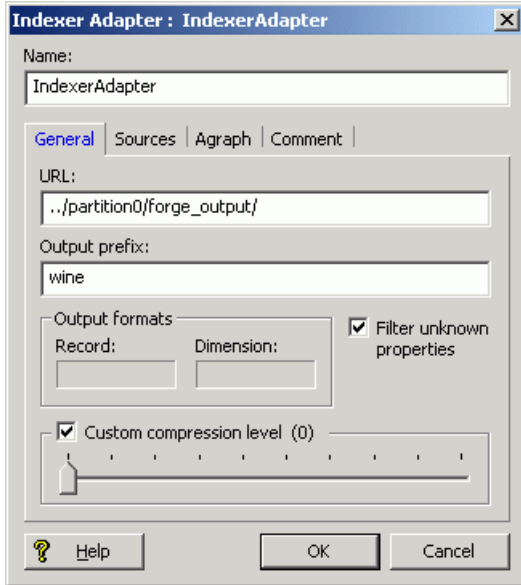 Indexer Adapter : IndexerAdapter
Name:
IndexerAdapter
General Sources Agraph Comment
URL:
../partition0/forge_output/
Output prefix:
wine
Output formats
Record: Dimension:
Filter unknown
properties
Custom compression level (0)
? Help OK Cancel